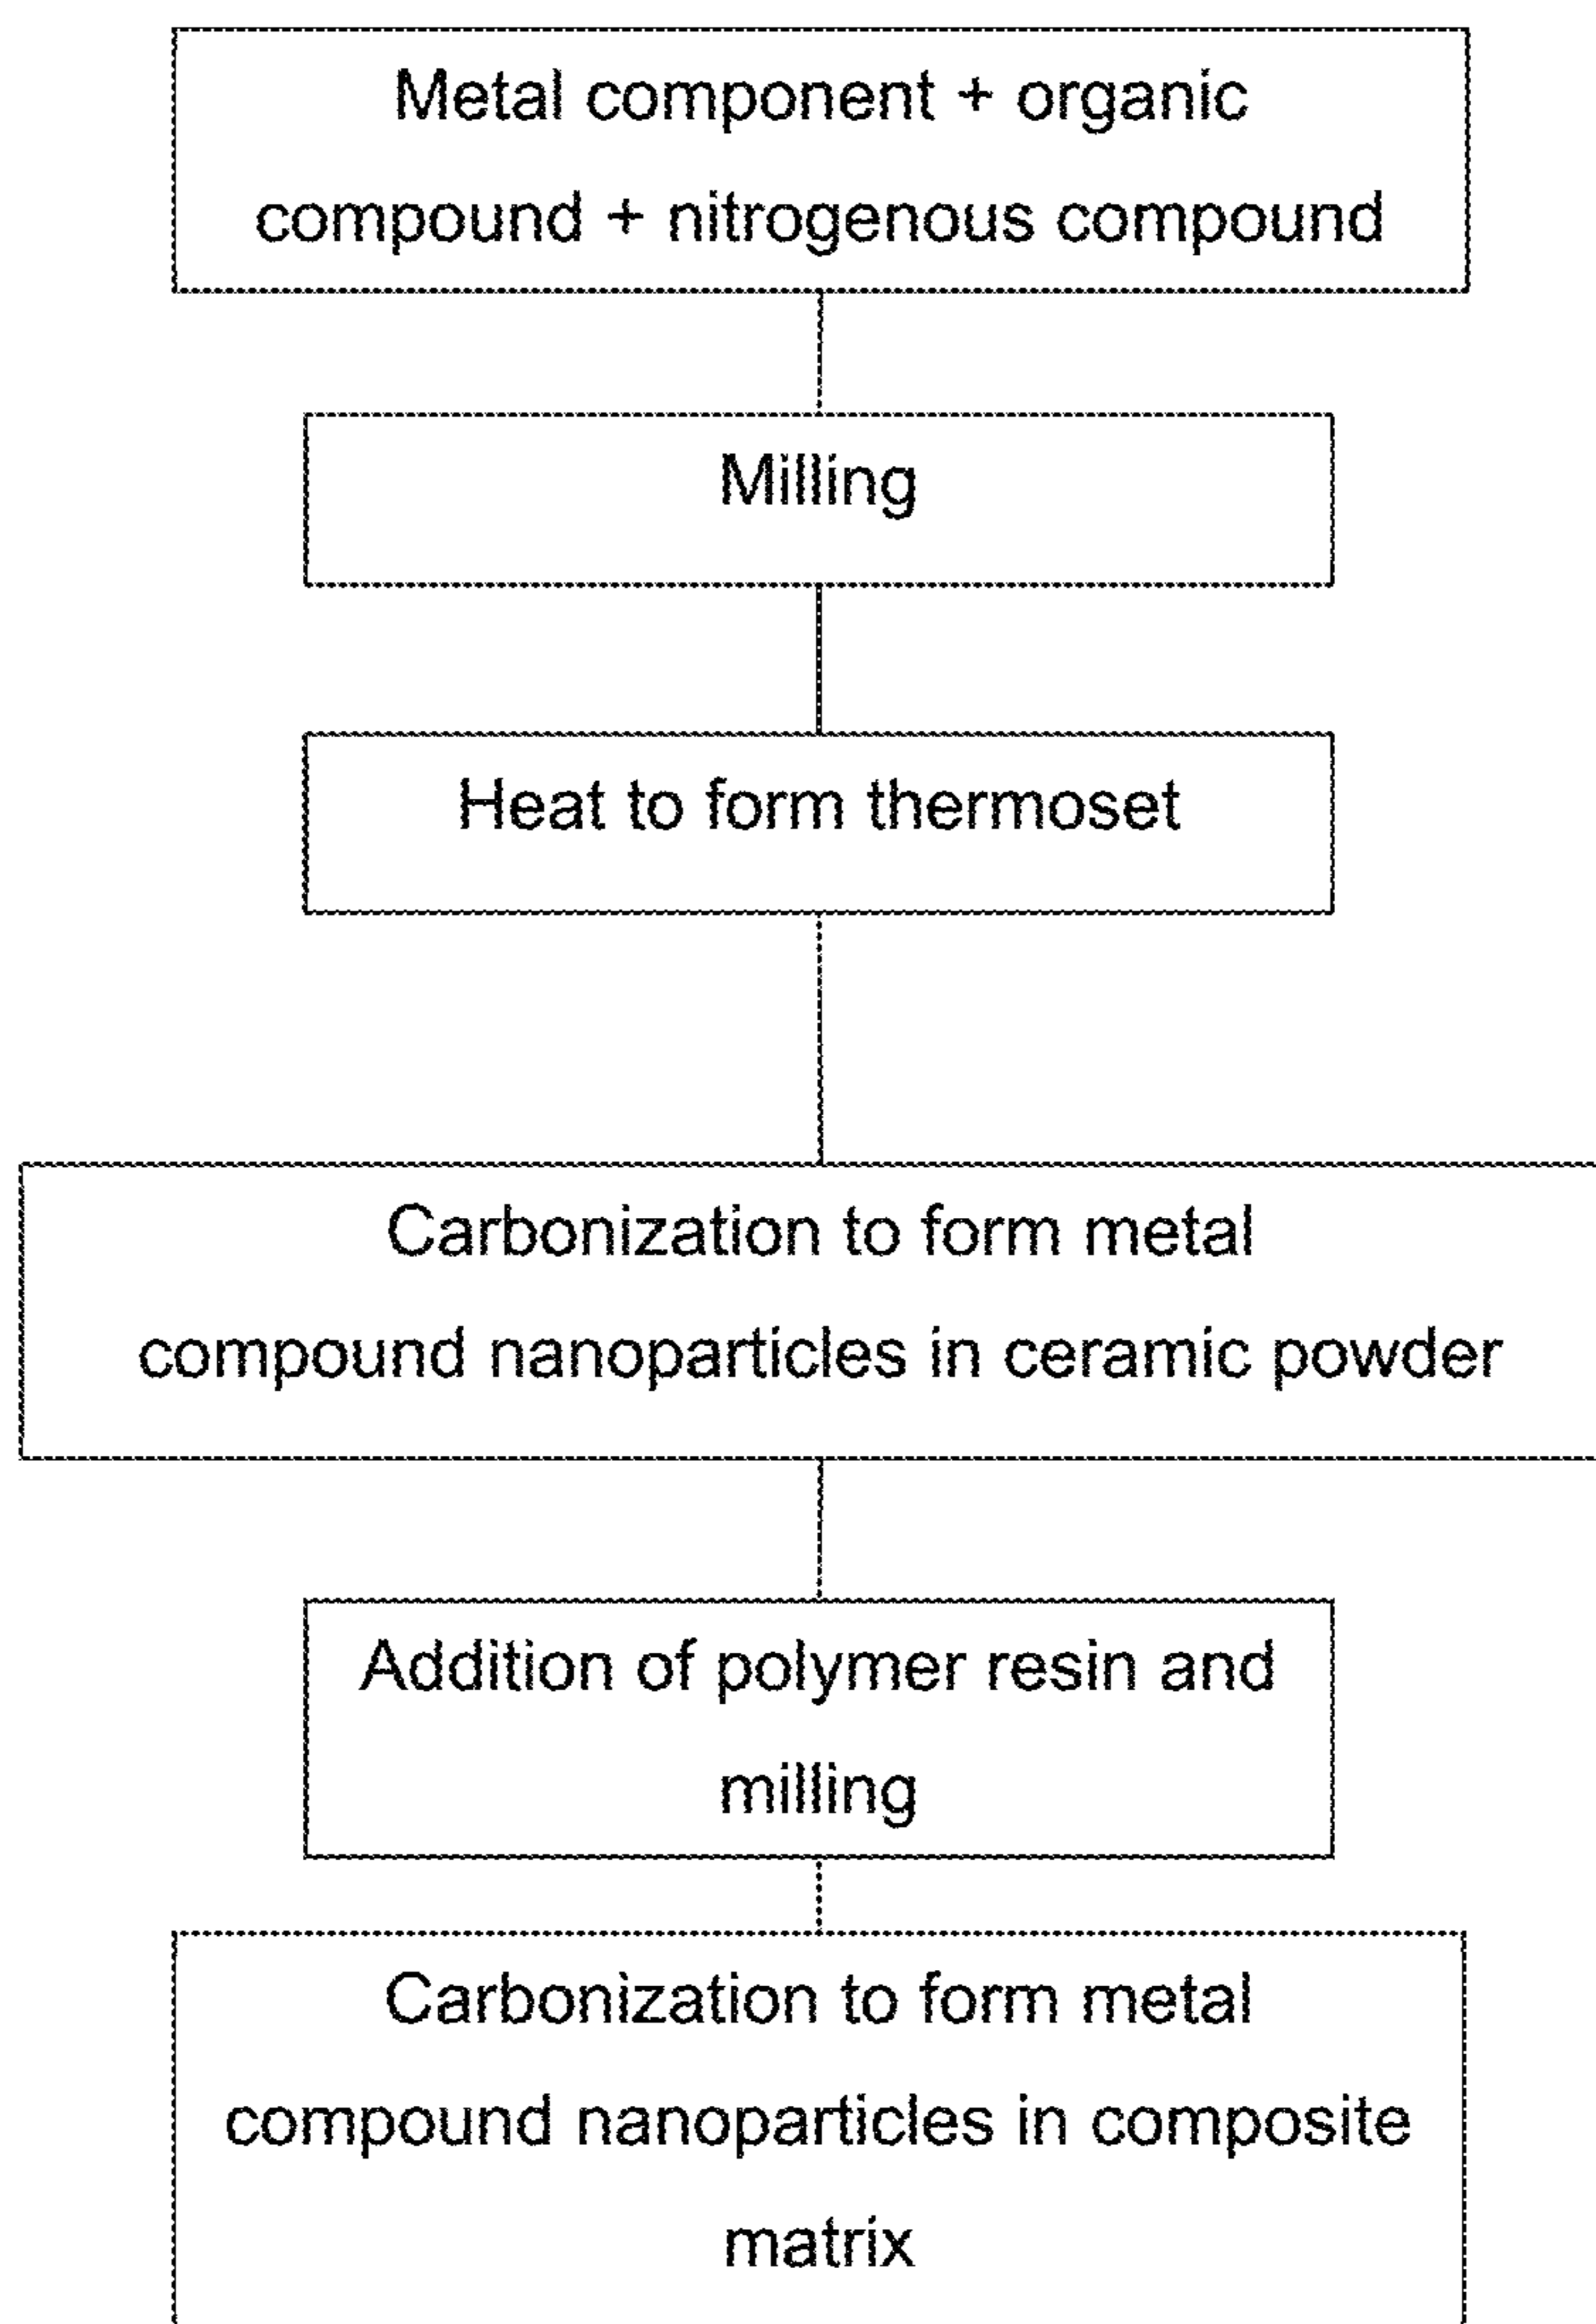 Metal component + organic
compound + nitrogenous compound
Milling
Heat to form thermoset
Carbonization to form metal
compound nanoparticles in ceramic powder
Addition of polymer resin and
milling
Carbonization to form metal
compound nanoparticles in composite
matrix